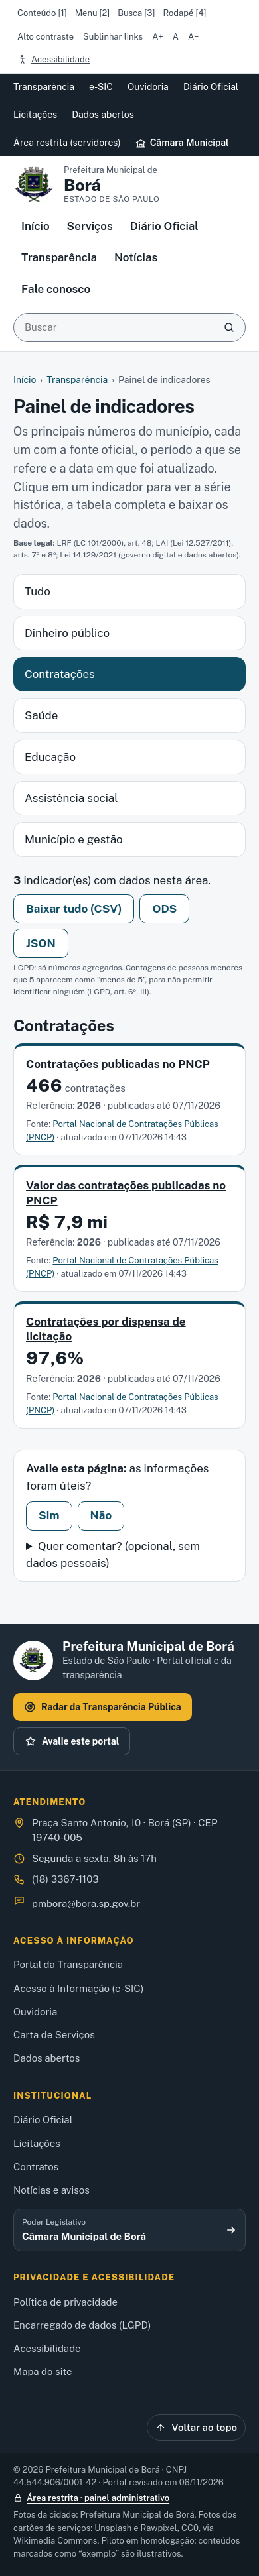 Conteúdo [1] Menu [2] Busca [3] Rodapé [4]
Alto contraste Sublinhar links A+ A A−
Acessibilidade
Transparência e-SIC Ouvidoria Diário Oficial
Licitações Dados abertos
Área restrita (servidores) Câmara Municipal
Prefeitura Municipal de
Borá
ESTADO DE SÃO PAULO
Início Serviços Diário Oficial
Transparência Notícias
Fale conosco
Buscar
Início › Transparência › Painel de indicadores
Painel de indicadores
Os principais indicadores do município, cada
um com a fonte oficial, o período a que se
refere e a data em que foi atualizado.
Clique em um indicador para ver a série
histórica, a tabela completa e baixar os
dados.
Base legal: LRF (LC 101/2000), art. 48; LAI (Lei 12.527/2011),
arts. 7º e 8º; Lei 14.129/2021 (governo digital e dados abertos).
Tudo
Dinheiro público
Contratações
Saúde
Educação
Assistência social
Município e gestão
3 indicador(es) com dados nesta área.
Baixar tudo (CSV) ODS
JSON
LGPD: só números agregados. Contagens de pessoas menores
que 5 aparecem como "menos de 5", para não permitir
identificar ninguém (LGPD, art. 6º, III).
Contratações
Contratações publicadas no PNCP
466 contratações
Referência: 2026 · publicadas até 07/11/2026
Fonte: Portal Nacional de Contratações Públicas
(PNCP) · atualizado em 07/11/2026 14:43
Valor das contratações publicadas no
PNCP
R$ 7,9 mi
Referência: 2026 · publicadas até 07/11/2026
Fonte: Portal Nacional de Contratações Públicas
(PNCP) · atualizado em 07/11/2026 14:43
Contratações por dispensa de
licitação
97,6%
Referência: 2026 · publicadas até 07/11/2026
Fonte: Portal Nacional de Contratações Públicas
(PNCP) · atualizado em 07/11/2026 14:43
Avalie esta página: as informações
foram úteis?
Sim Não
Quer comentar? (opcional, sem
dados pessoais)
Prefeitura Municipal de Borá
Estado de São Paulo · Portal oficial e da
transparência
Radar da Transparência Pública
Avalie este portal
ATENDIMENTO
Praça Santo Antonio, 10 · Borá (SP) · CEP
19740-005
Segunda a sexta, 8h às 17h
(18) 3367-1103
pmbora@bora.sp.gov.br
ACESSO À INFORMAÇÃO
Portal da Transparência
Acesso à Informação (e-SIC)
Ouvidoria
Carta de Serviços
Dados abertos
INSTITUCIONAL
Diário Oficial
Licitações
Contratos
Notícias e avisos
Poder Legislativo
Câmara Municipal de Borá
PRIVACIDADE E ACESSIBILIDADE
Política de privacidade
Encarregado de dados (LGPD)
Acessibilidade
Mapa do site
Voltar ao topo
© 2026 Prefeitura Municipal de Borá · CNPJ
44.544.906/0001-42 · Portal revisado em 06/11/2026
Área restrita · painel administrativo
Fotos da cidade: Prefeitura Municipal de Borá. Fotos dos
cartões de serviços: Unsplash e Rawpixel, CC0, via
Wikimedia Commons. Piloto em homologação: conteúdos
marcados como "exemplo" são ilustrativos.